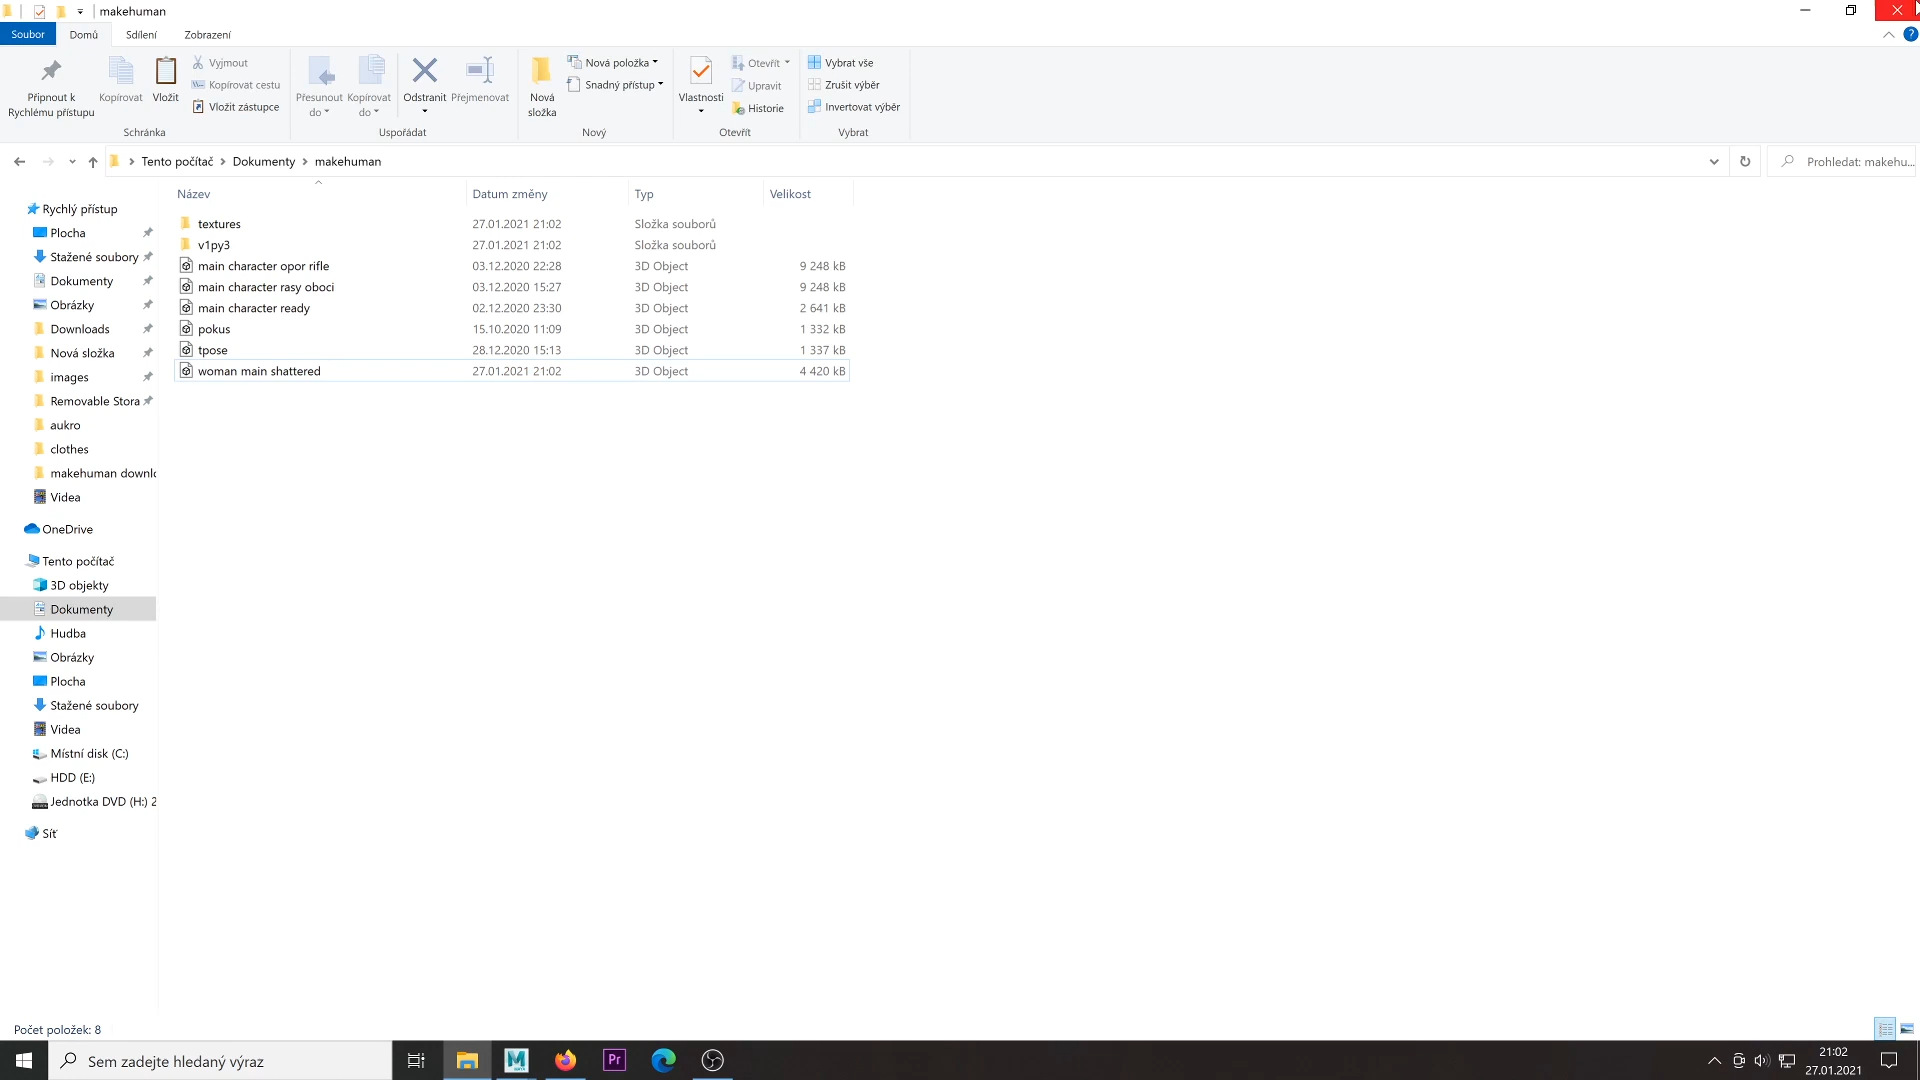 makehuman
Soubor Domů Sdílení Zobrazení
Připnout k
Rychlému přístupu
Kopírovat
Vložit
Vyjmout
Kopírovat cestu
Vložit zástupce
Schránka
Přesunout
do
Kopírovat
do
Odstranit
Přejmenovat
Uspořádat
Nová
složka
Nová položka
Snadný přístup
Nový
Vlastnosti
Otevřít
Upravit
Historie
Otevřít
Vybrat vše
Zrušit výběr
Invertovat výběr
Vybrat
Tento počítač > Dokumenty > makehuman
Prohledat: makehu...
Název Datum změny Typ Velikost
textures 27.01.2021 21:02 Složka souborů
v1py3 27.01.2021 21:02 Složka souborů
main character opor rifle 03.12.2020 22:28 3D Object 9 248 kB
main character rasy oboci 03.12.2020 15:27 3D Object 9 248 kB
main character ready 02.12.2020 23:30 3D Object 2 641 kB
pokus 15.10.2020 11:09 3D Object 1 332 kB
tpose 28.12.2020 15:13 3D Object 1 337 kB
woman main shattered 27.01.2021 21:02 3D Object 4 420 kB
Rychlý přístup
Plocha
Stažené soubory
Dokumenty
Obrázky
Downloads
Nová složka
images
Removable Stora
aukro
clothes
makehuman downlo
Videa
OneDrive
Tento počítač
3D objekty
Dokumenty
Hudba
Obrázky
Plocha
Stažené soubory
Videa
Místní disk (C:)
HDD (E:)
Jednotka DVD (H:) 2
Síť
Počet položek: 8
Sem zadejte hledaný výraz
M
Pr
21:02
27.01.2021